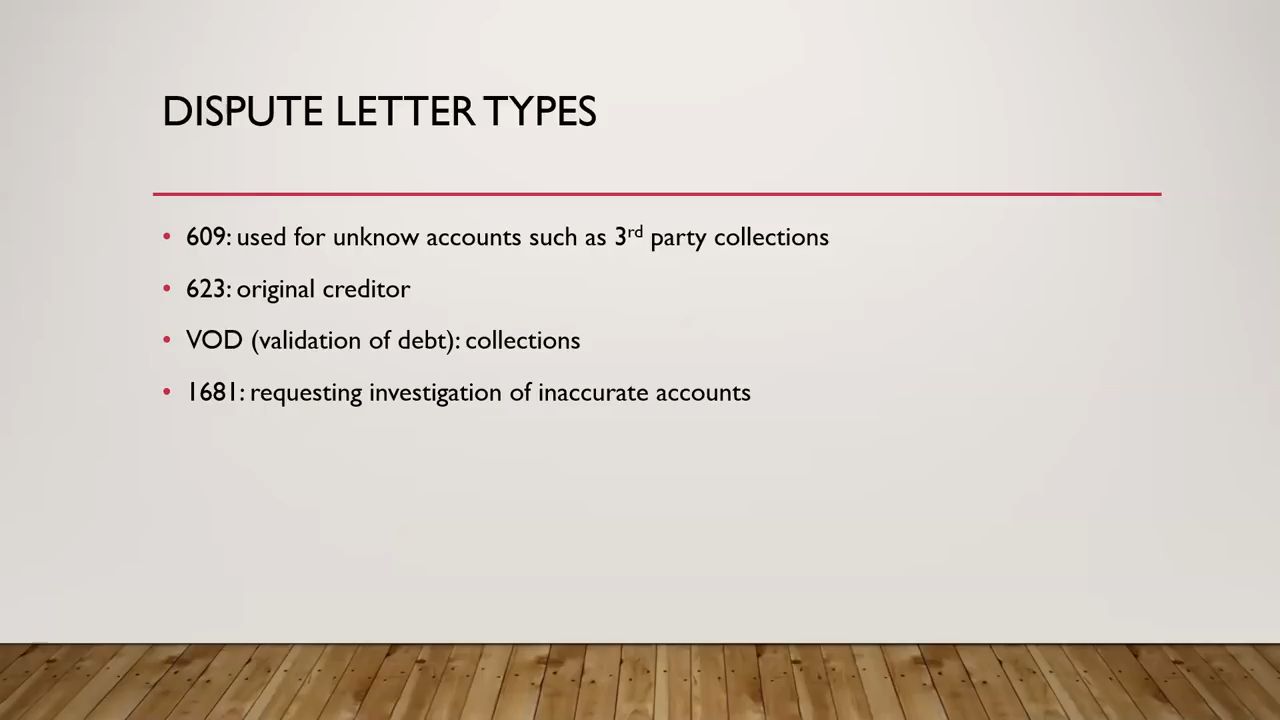 DISPUTE LETTER TYPES
• 609: used for unknow accounts such as 3rd party collections
• 623: original creditor
• VOD (validation of debt): collections
• 1681: requesting investigation of inaccurate accounts